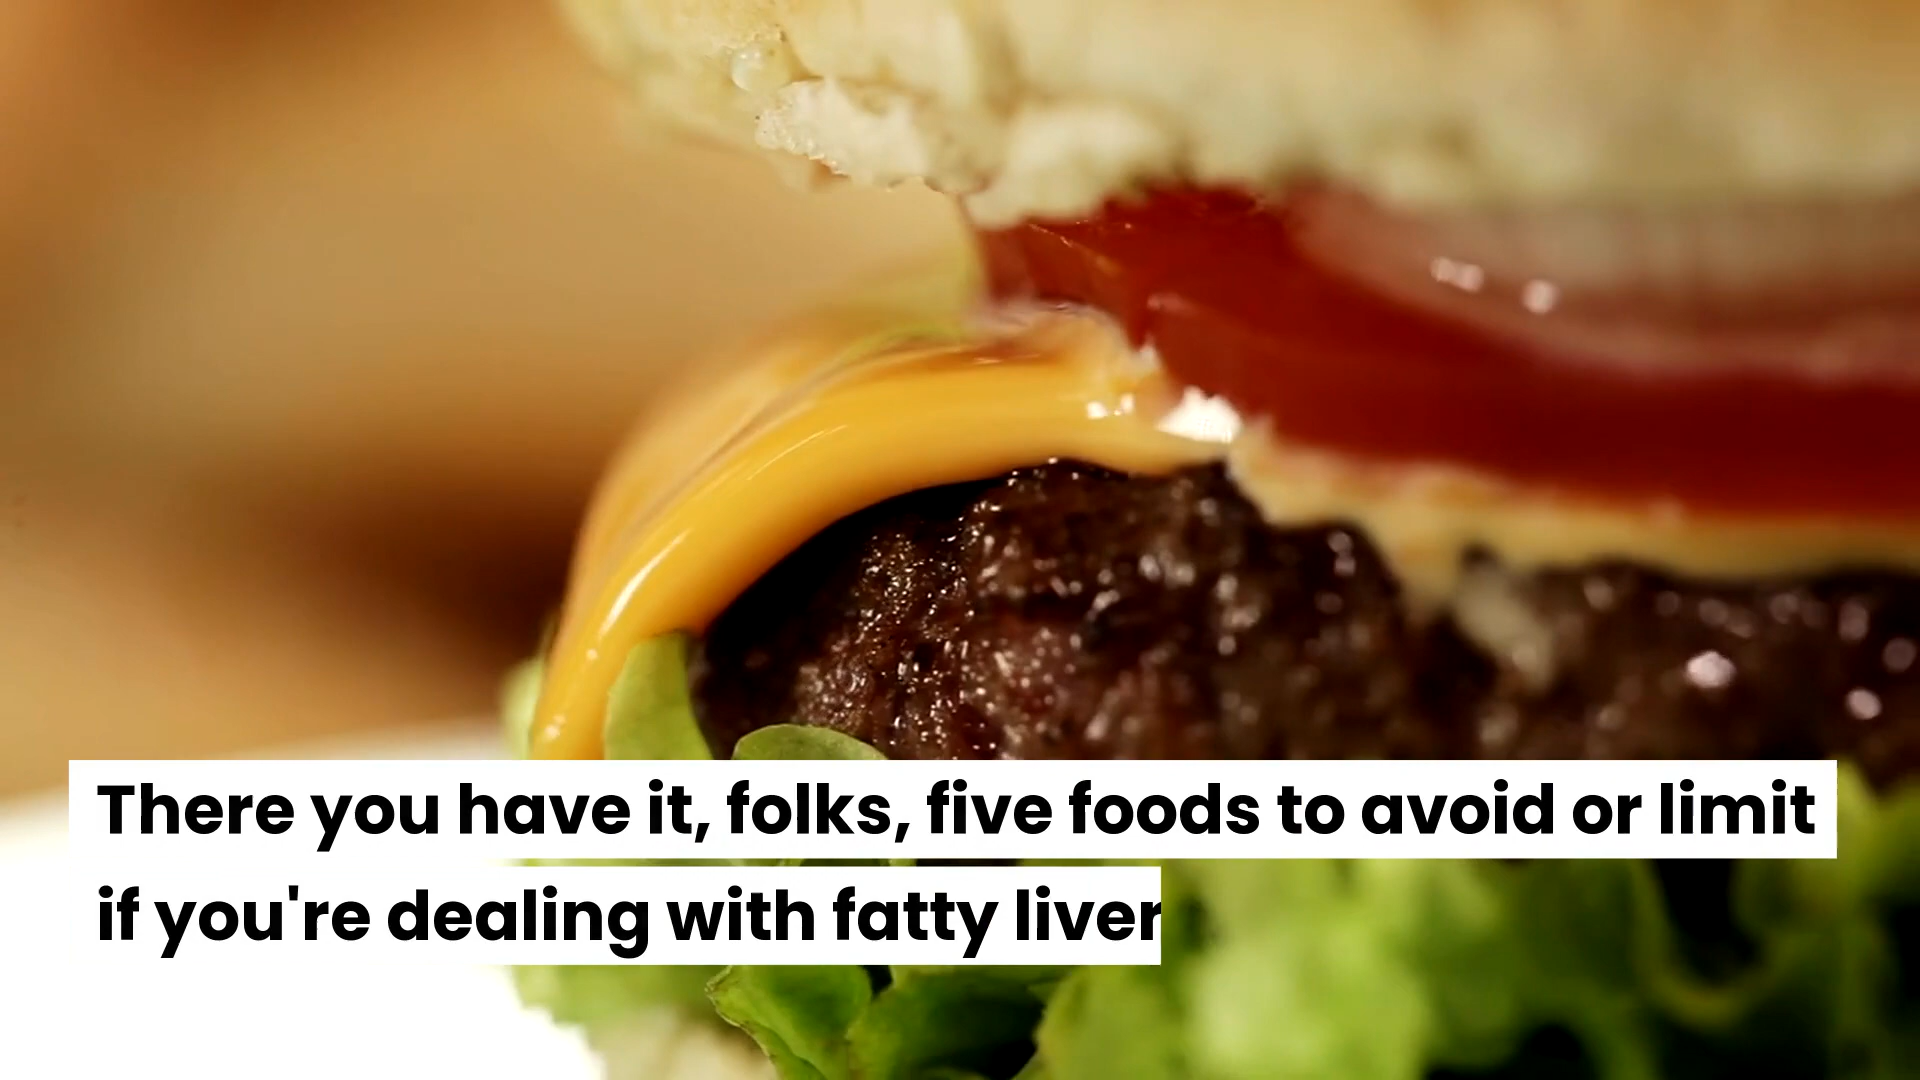 There you have it, folks, five foods to avoid or limit
if you're dealing with fatty liver